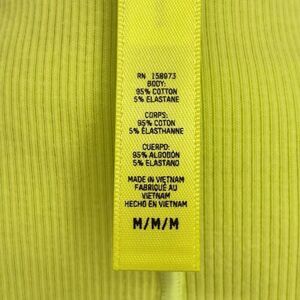 RN 158973
BODY:
95% COTTON
5% ELASTANE
CORPS:
95% COTON
5% ÉLASTHANNE
CUERPO:
95% ALGODÓN
5% ELASTANO
MADE IN VIETNAM
FABRIQUÉ AU
VIETNAM
HECHO EN VIETNAM
M/M/M